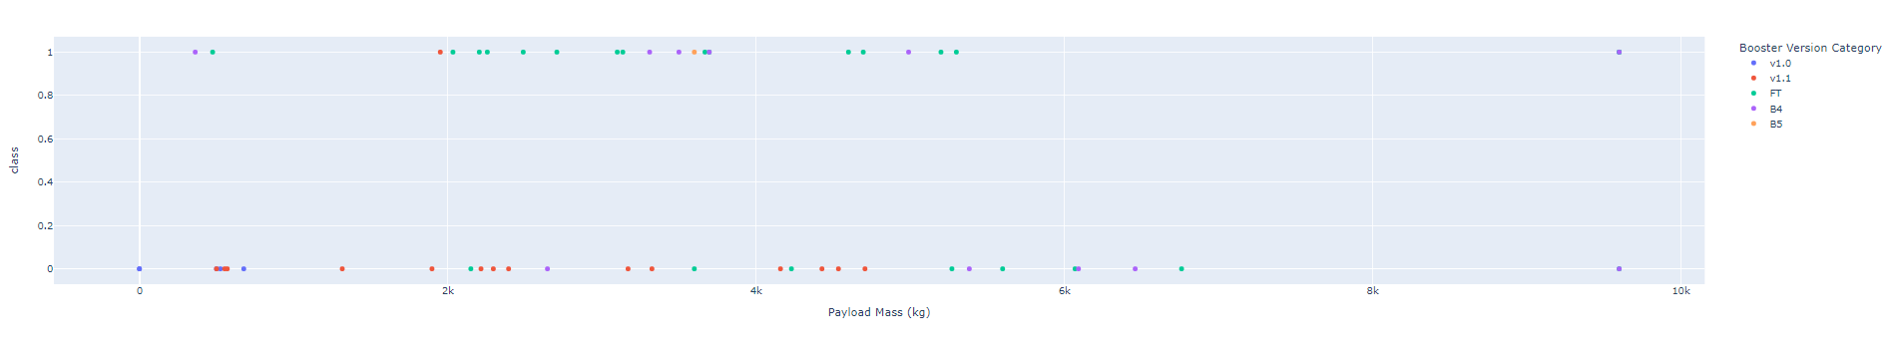 Booster Version Category
v1.0
v1.1
FT
B4
B5
class
1
0.8
0.6
0.4
0.2
0
0 2k 4k 6k 8k 10k
Payload Mass (kg)